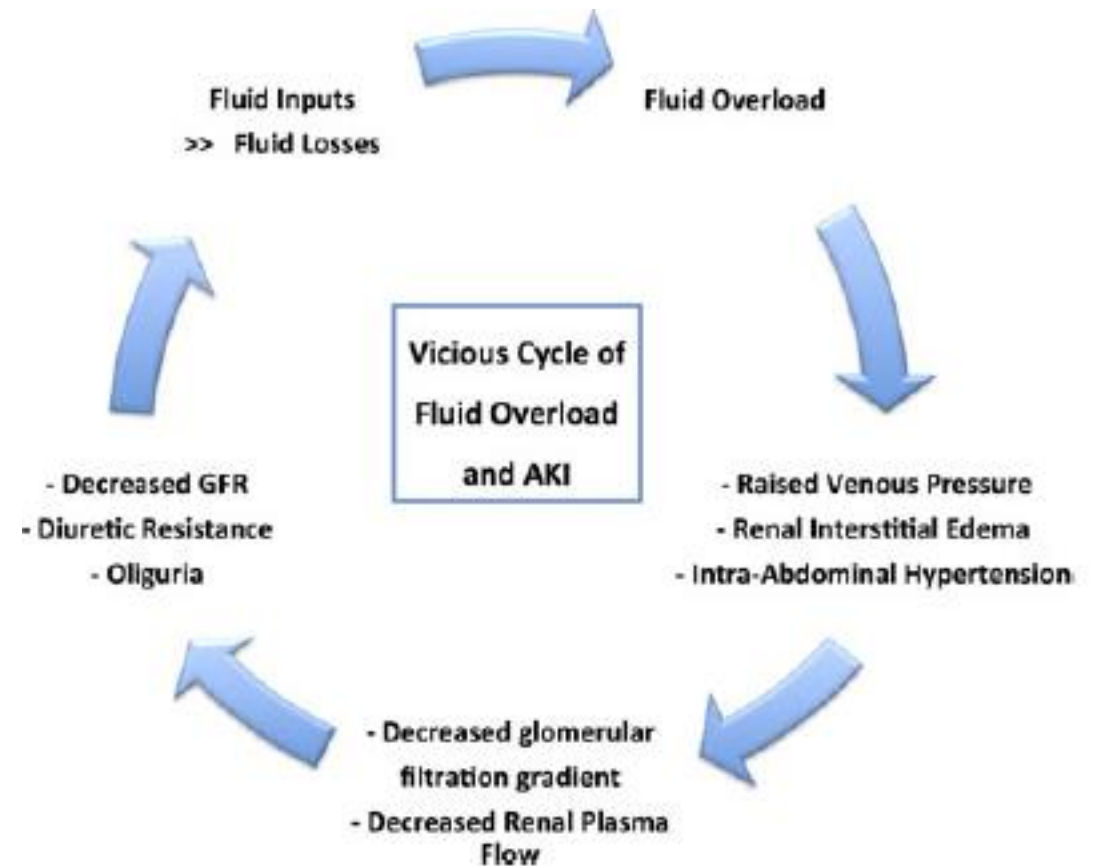 Fluid Inputs
>> Fluid Losses
Fluid Overload
Vicious Cycle of
Fluid Overload
and AKI
- Raised Venous Pressure
- Renal Interstitial Edema
- Intra-Abdominal Hypertension
- Decreased glomerular
filtration gradient
- Decreased Renal Plasma
Flow
- Decreased GFR
- Diuretic Resistance
- Oliguria